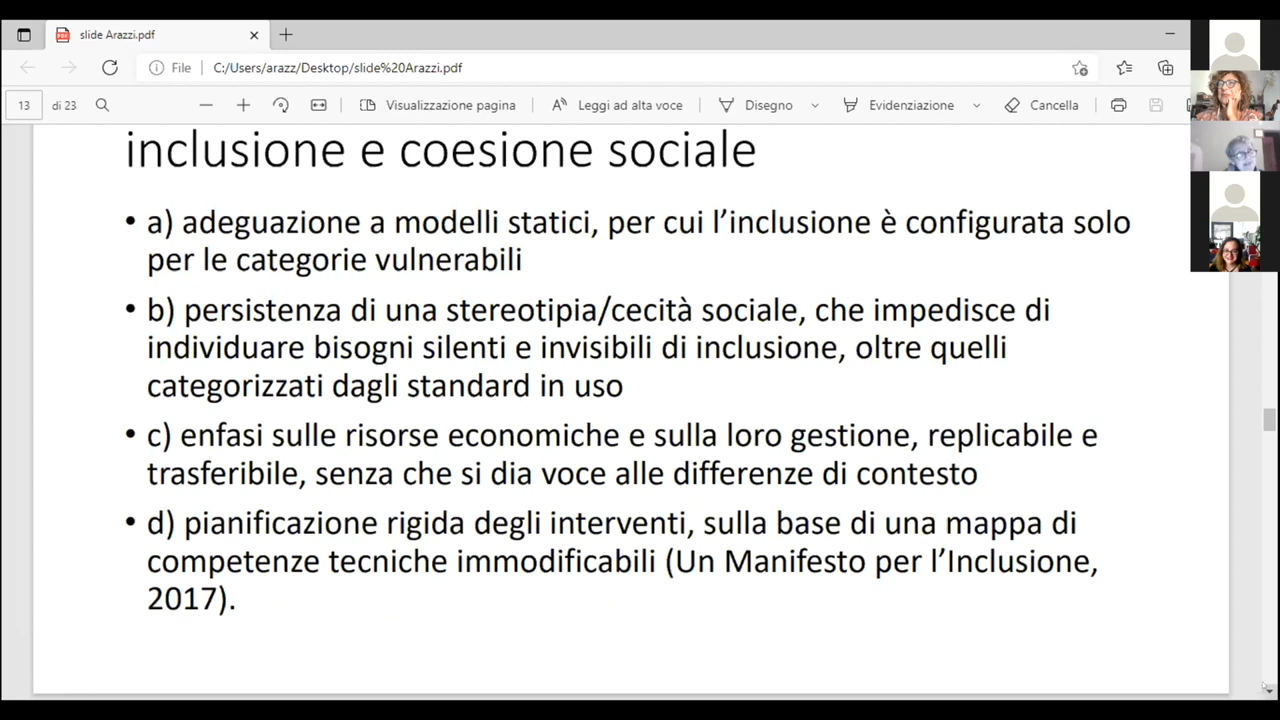 slide Arazzi.pdf
File C:/Users/arazz/Desktop/slide%20Arazzi.pdf
13 di 23 Visualizzazione pagina Leggi ad alta voce Disegno Evidenziazione Cancella
inclusione e coesione sociale
• a) adeguazione a modelli statici, per cui l’inclusione è configurata solo
per le categorie vulnerabili
• b) persistenza di una stereotipia/cecità sociale, che impedisce di
individuare bisogni silenti e invisibili di inclusione, oltre quelli
categorizzati dagli standard in uso
• c) enfasi sulle risorse economiche e sulla loro gestione, replicabile e
trasferibile, senza che si dia voce alle differenze di contesto
• d) pianificazione rigida degli interventi, sulla base di una mappa di
competenze tecniche immodificabili (Un Manifesto per l’Inclusione,
2017).